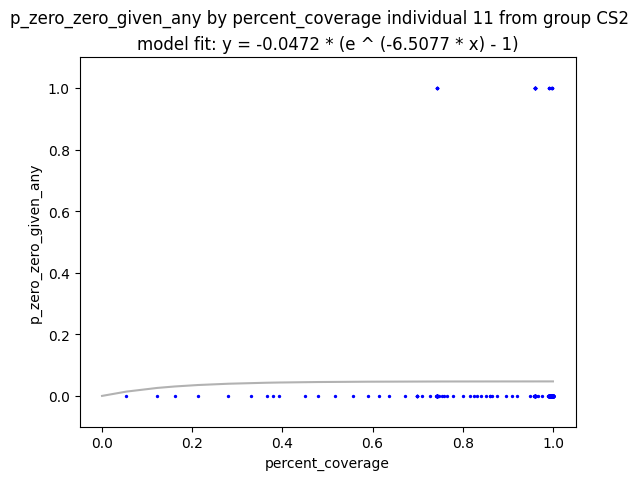 p_zero_zero_given_any by percent_coverage individual 11 from group CS2
model fit: y = -0.0472 * (e ^ (-6.5077 * x) - 1)
p_zero_zero_given_any
1.0
0.8
0.6
0.4
0.2
0.0
0.0 0.2 0.4 0.6 0.8 1.0
percent_coverage